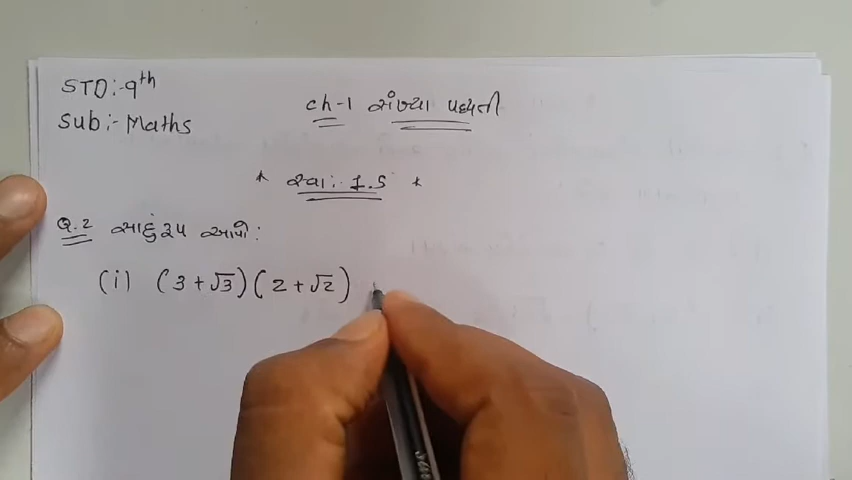 STD:-9th
Sub:- Maths
ch-1 સંખ્યા પદ્ધતી
* સ્વા:- 1.5 *
Q.2 સાદું રૂપ આપો:
(i) (3+√3)(2+√2)